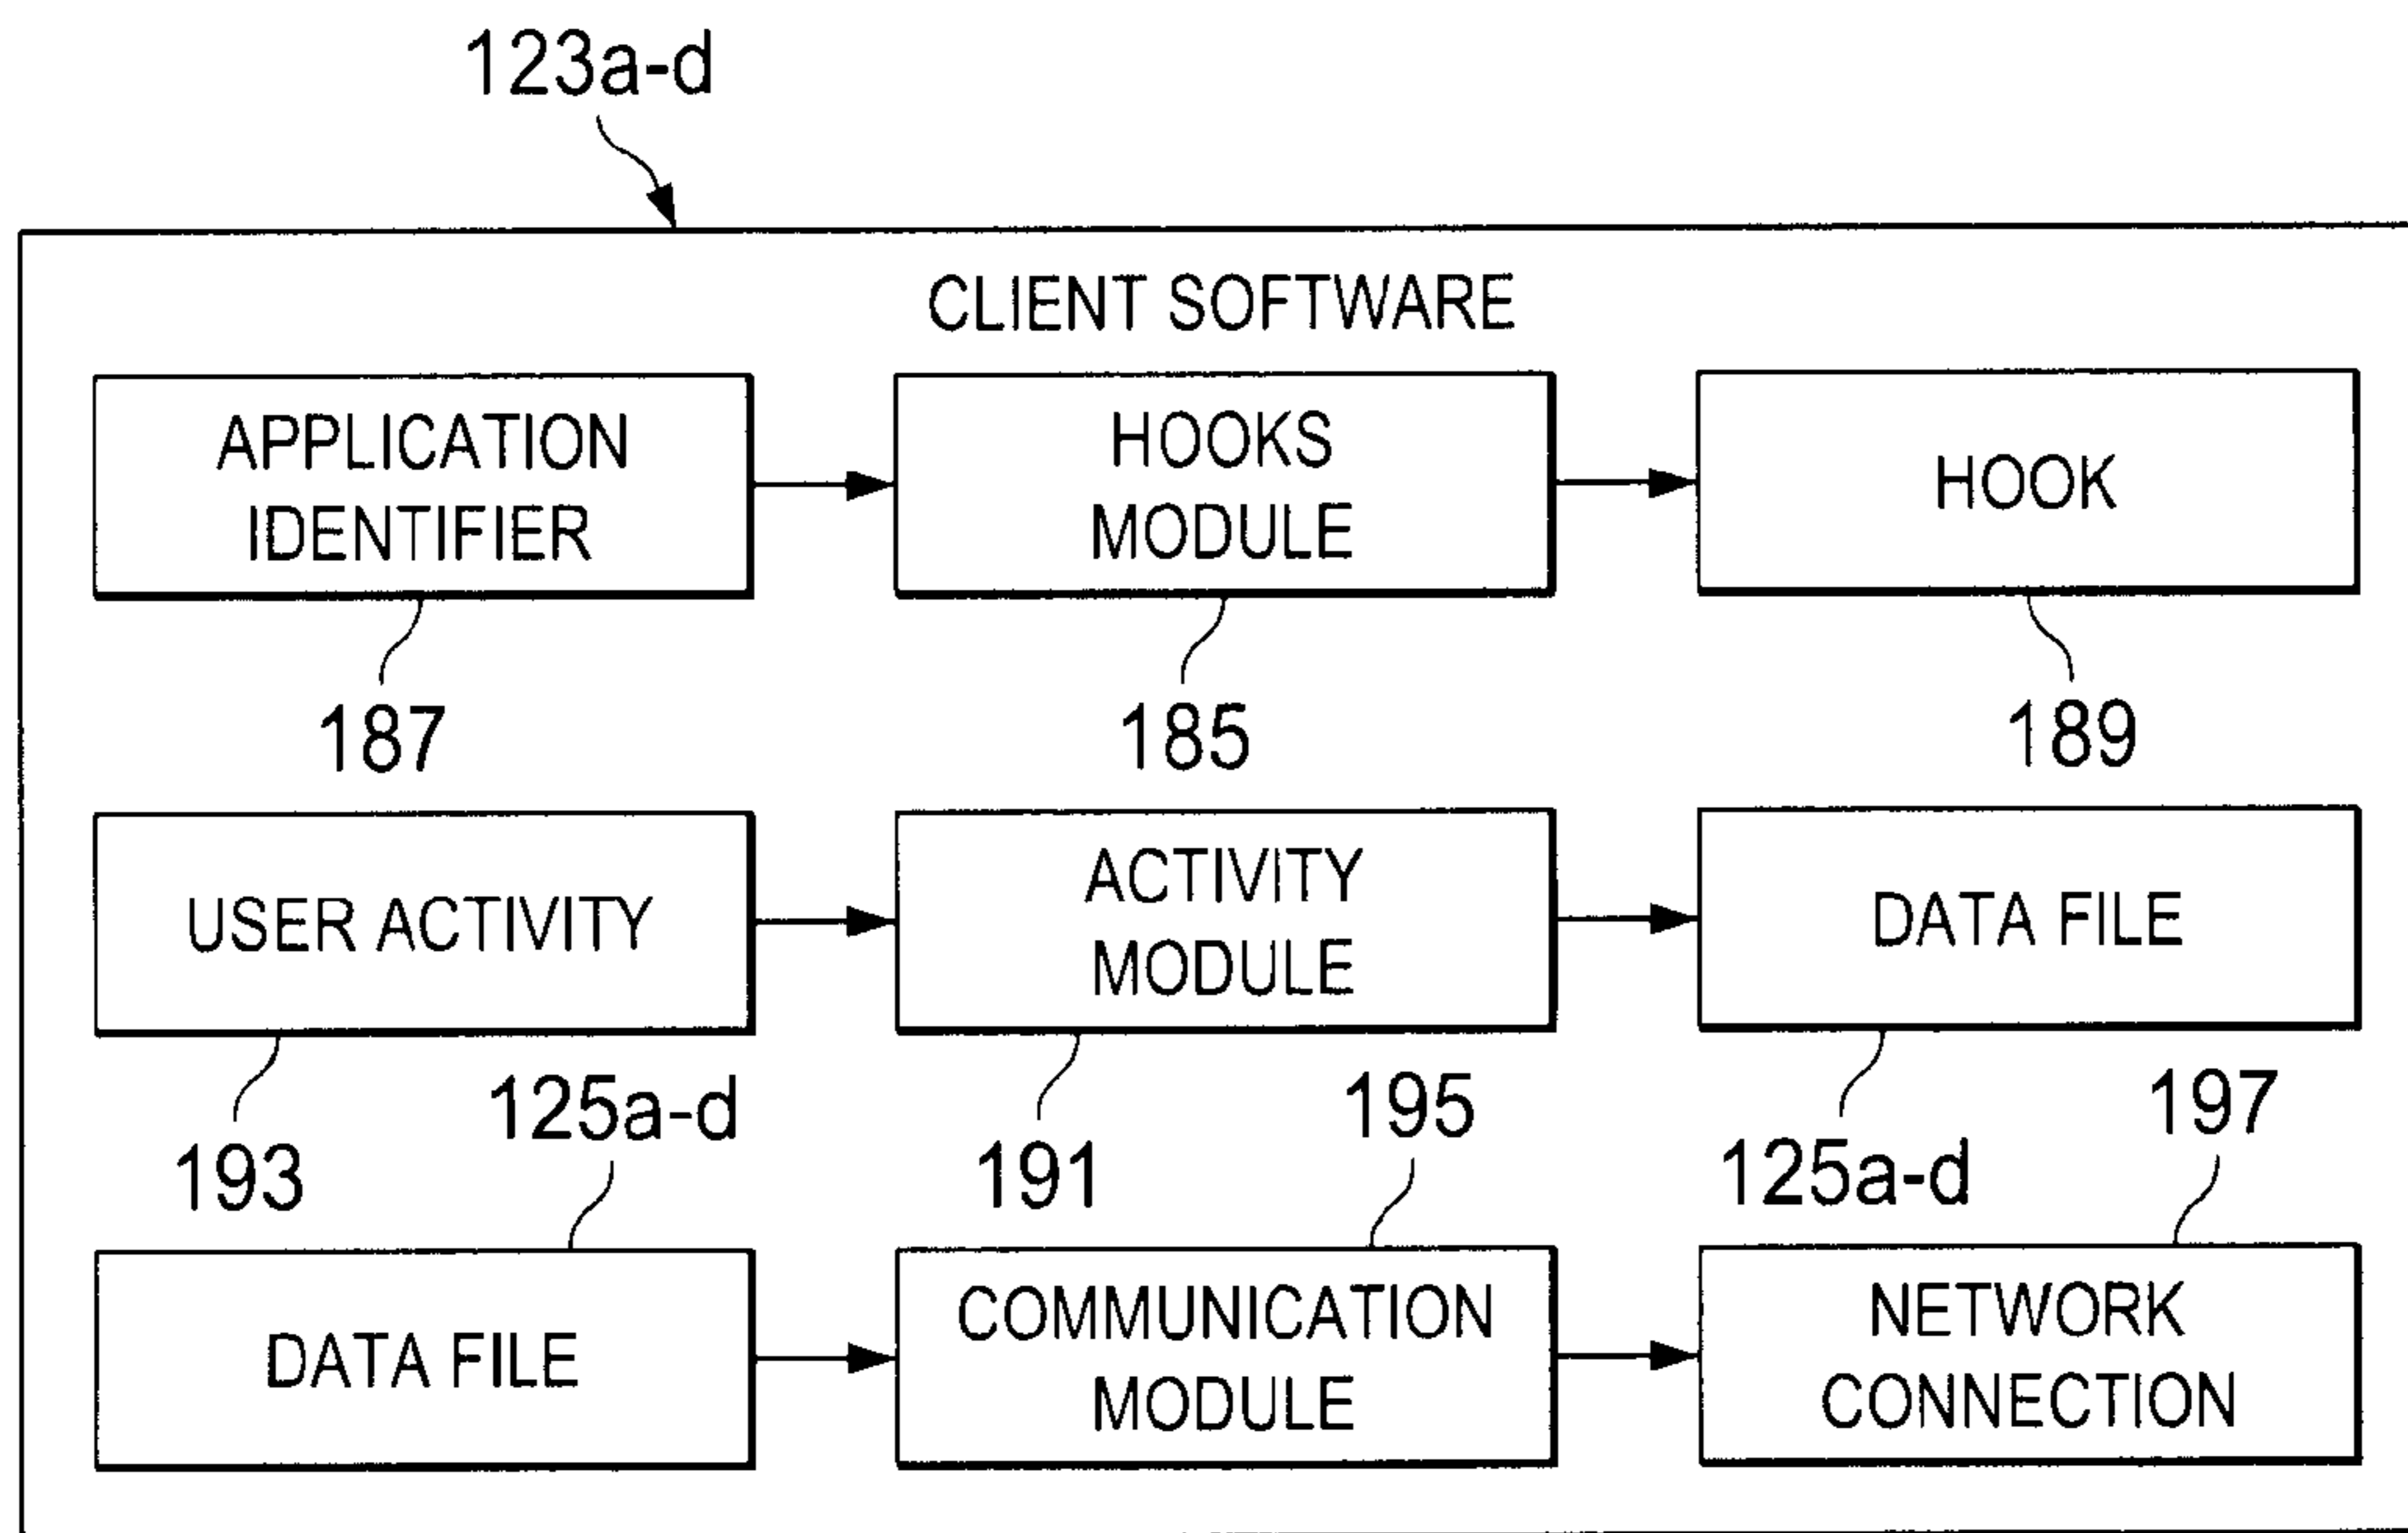 123a-d
CLIENT SOFTWARE
APPLICATION
IDENTIFIER
HOOKS
MODULE
HOOK
187
185
189
USER ACTIVITY
ACTIVITY
MODULE
DATA FILE
193
125a-d
191
195
125a-d
197
DATA FILE
COMMUNICATION
MODULE
NETWORK
CONNECTION